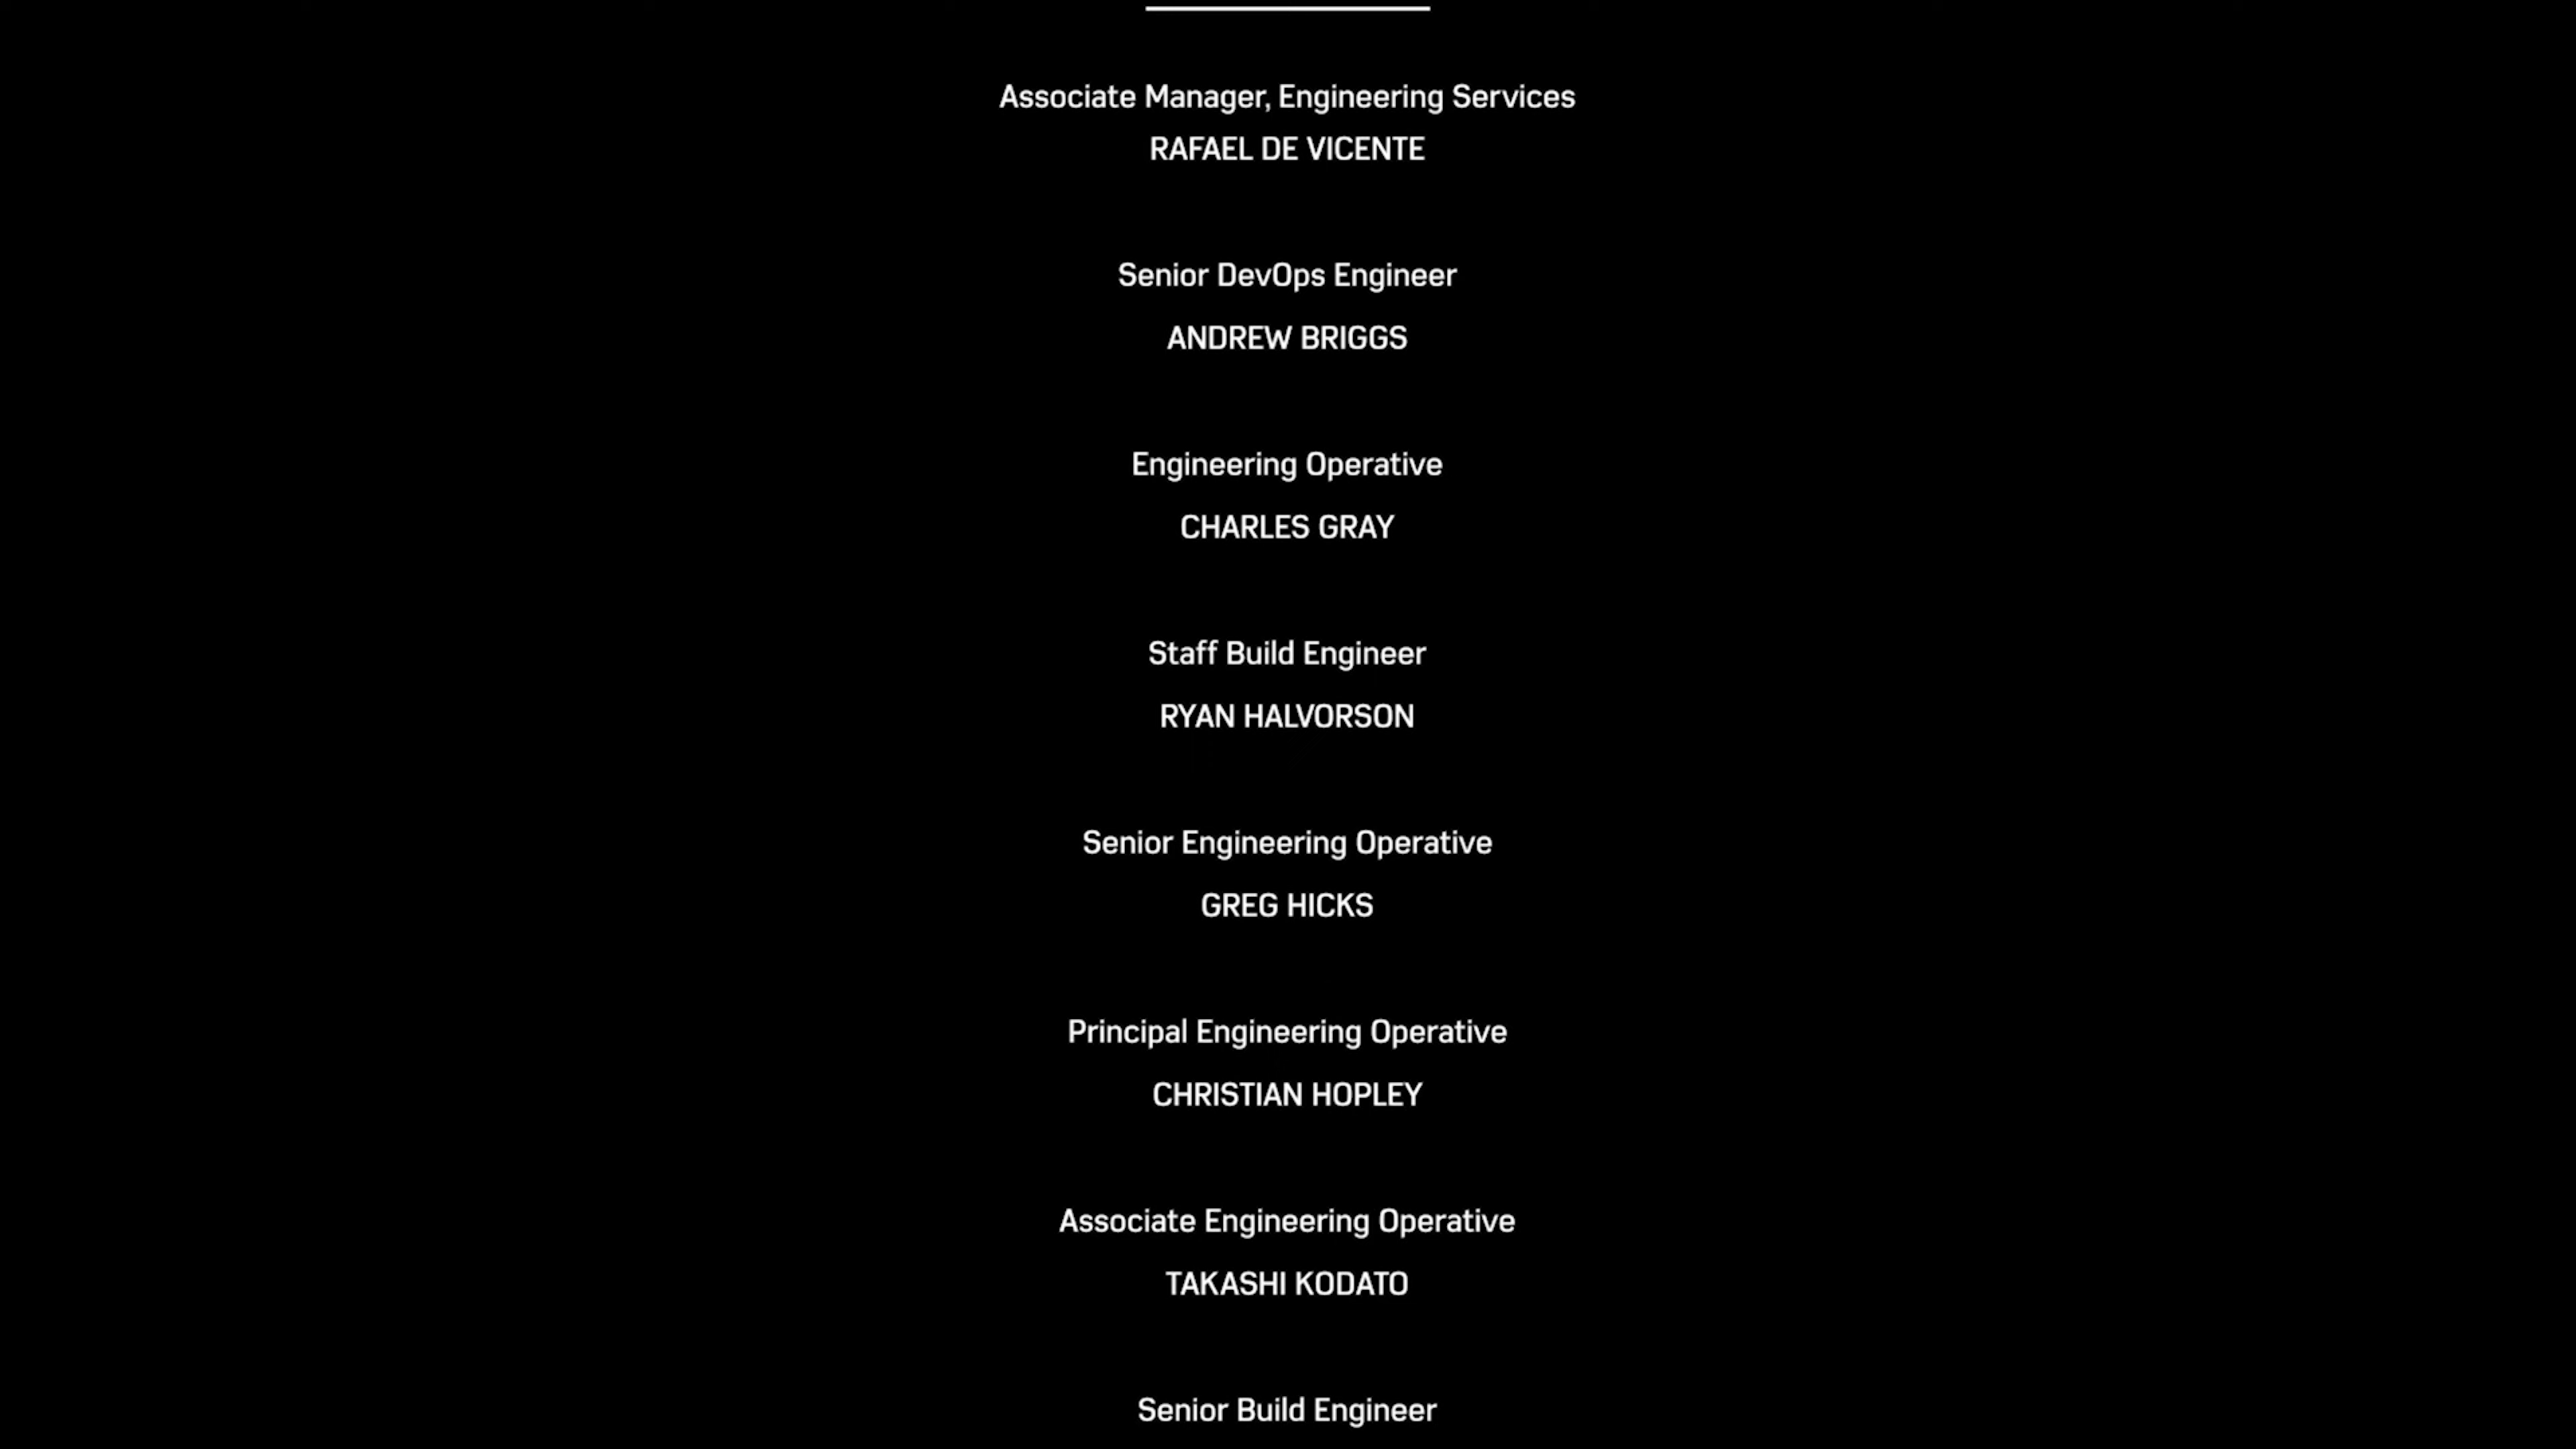 Associate Manager, Engineering Services
RAFAEL DE VICENTE
Senior DevOps Engineer
ANDREW BRIGGS
Engineering Operative
CHARLES GRAY
Staff Build Engineer
RYAN HALVORSON
Senior Engineering Operative
GREG HICKS
Principal Engineering Operative
CHRISTIAN HOPLEY
Associate Engineering Operative
TAKASHI KODATO
Senior Build Engineer